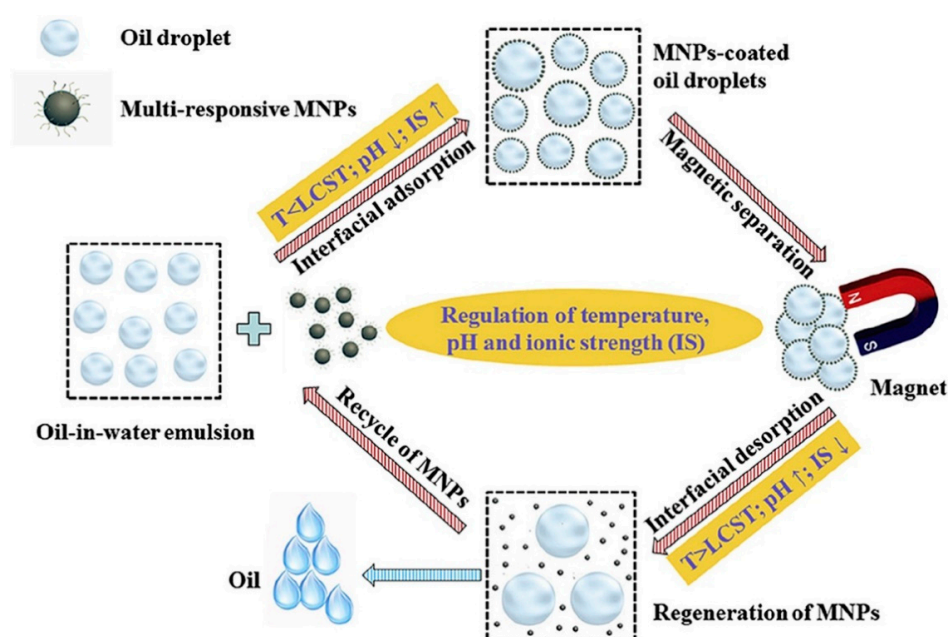 Oil droplet
Multi-responsive MNPs
MNPs-coated
oil droplets
T<LCST; pH ↓; IS ↑
Interfacial adsorption
Magnetic separation
Regulation of temperature,
pH and ionic strength (IS)
N
S
Magnet
Oil-in-water emulsion
Recycle of MNPs
Interfacial desorption
T>LCST; pH ↑; IS ↓
Oil
Regeneration of MNPs